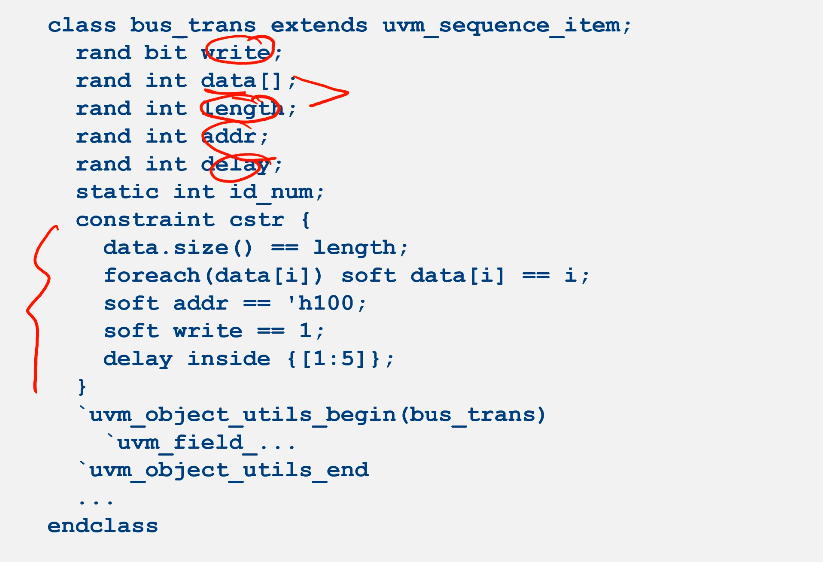 class bus_trans extends uvm_sequence_item;
rand bit write;
rand int data[];
rand int length;
rand int addr;
rand int delay;
static int id_num;
constraint cstr {
data.size() == length;
foreach(data[i]) soft data[i] == i;
soft addr == 'h100;
soft write == 1;
delay inside {[1:5]};
}
`uvm_object_utils_begin(bus_trans)
`uvm_field_...
`uvm_object_utils_end
...
endclass